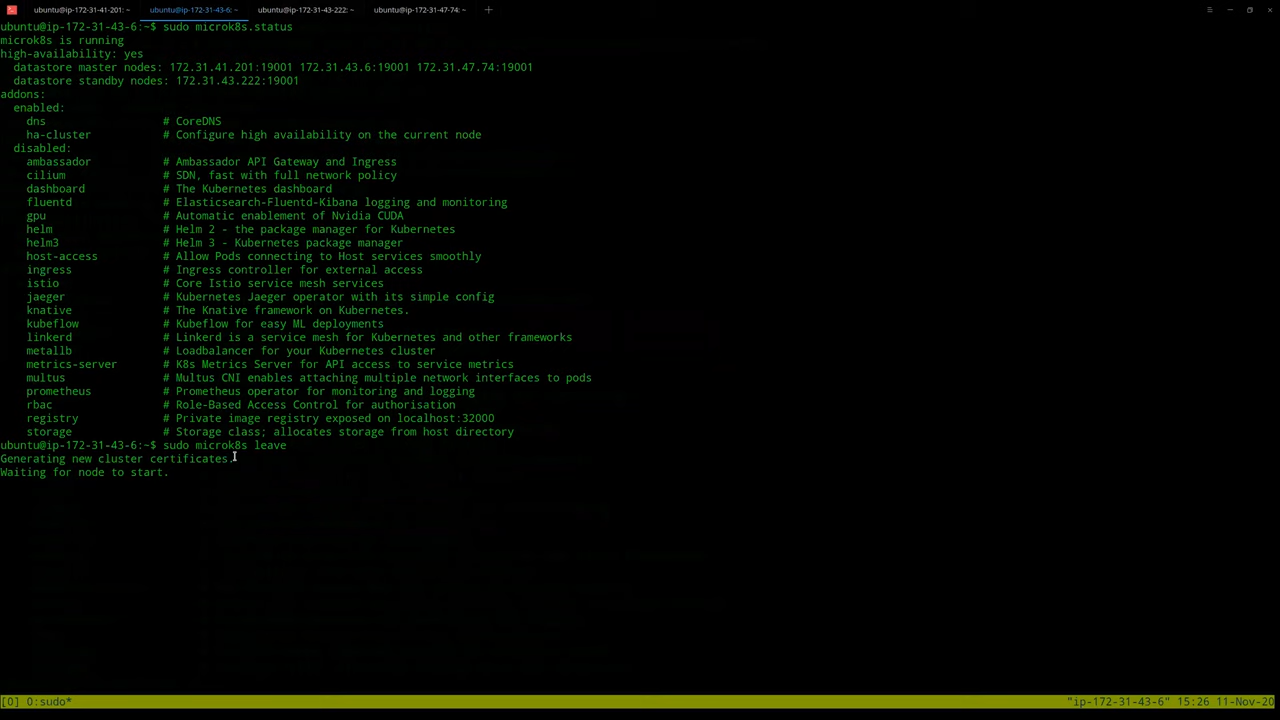 ubuntu@ip-172-31-41-201: ~
ubuntu@ip-172-31-43-6: ~
ubuntu@ip-172-31-43-222: ~
ubuntu@ip-172-31-47-74: ~
ubuntu@ip-172-31-43-6:~$ sudo microk8s.status
microk8s is running
high-availability: yes
  datastore master nodes: 172.31.41.201:19001 172.31.43.6:19001 172.31.47.74:19001
  datastore standby nodes: 172.31.43.222:19001
addons:
  enabled:
    dns                  # CoreDNS
    ha-cluster           # Configure high availability on the current node
  disabled:
    ambassador           # Ambassador API Gateway and Ingress
    cilium               # SDN, fast with full network policy
    dashboard            # The Kubernetes dashboard
    fluentd              # Elasticsearch-Fluentd-Kibana logging and monitoring
    gpu                  # Automatic enablement of Nvidia CUDA
    helm                 # Helm 2 - the package manager for Kubernetes
    helm3                # Helm 3 - Kubernetes package manager
    host-access          # Allow Pods connecting to Host services smoothly
    ingress              # Ingress controller for external access
    istio                # Core Istio service mesh services
    jaeger               # Kubernetes Jaeger operator with its simple config
    knative              # The Knative framework on Kubernetes.
    kubeflow             # Kubeflow for easy ML deployments
    linkerd              # Linkerd is a service mesh for Kubernetes and other frameworks
    metallb              # Loadbalancer for your Kubernetes cluster
    metrics-server       # K8s Metrics Server for API access to service metrics
    multus               # Multus CNI enables attaching multiple network interfaces to pods
    prometheus           # Prometheus operator for monitoring and logging
    rbac                 # Role-Based Access Control for authorisation
    registry             # Private image registry exposed on localhost:32000
    storage              # Storage class; allocates storage from host directory
ubuntu@ip-172-31-43-6:~$ sudo microk8s leave
Generating new cluster certificates.
Waiting for node to start.
[0] 0:sudo* "ip-172-31-43-6" 15:26 11-Nov-20